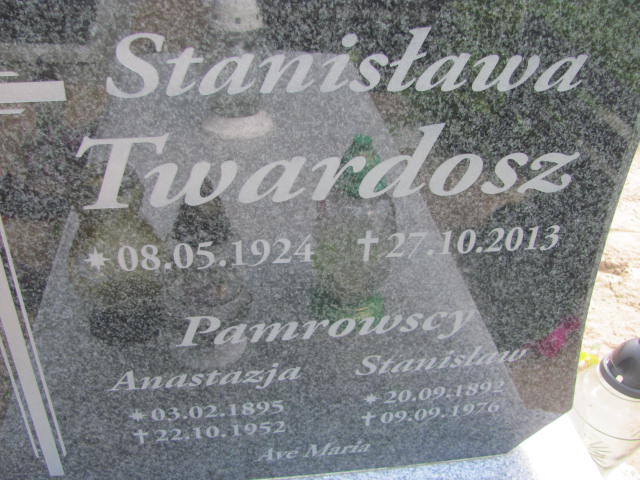 Stanisława
Twardosz
* 08.05.1924 † 27.10.2013
Pamrowscy
Anastazja Stanisław
* 03.02.1895 * 20.09.1892
† 22.10.1952 † 09.09.1976
Ave Maria